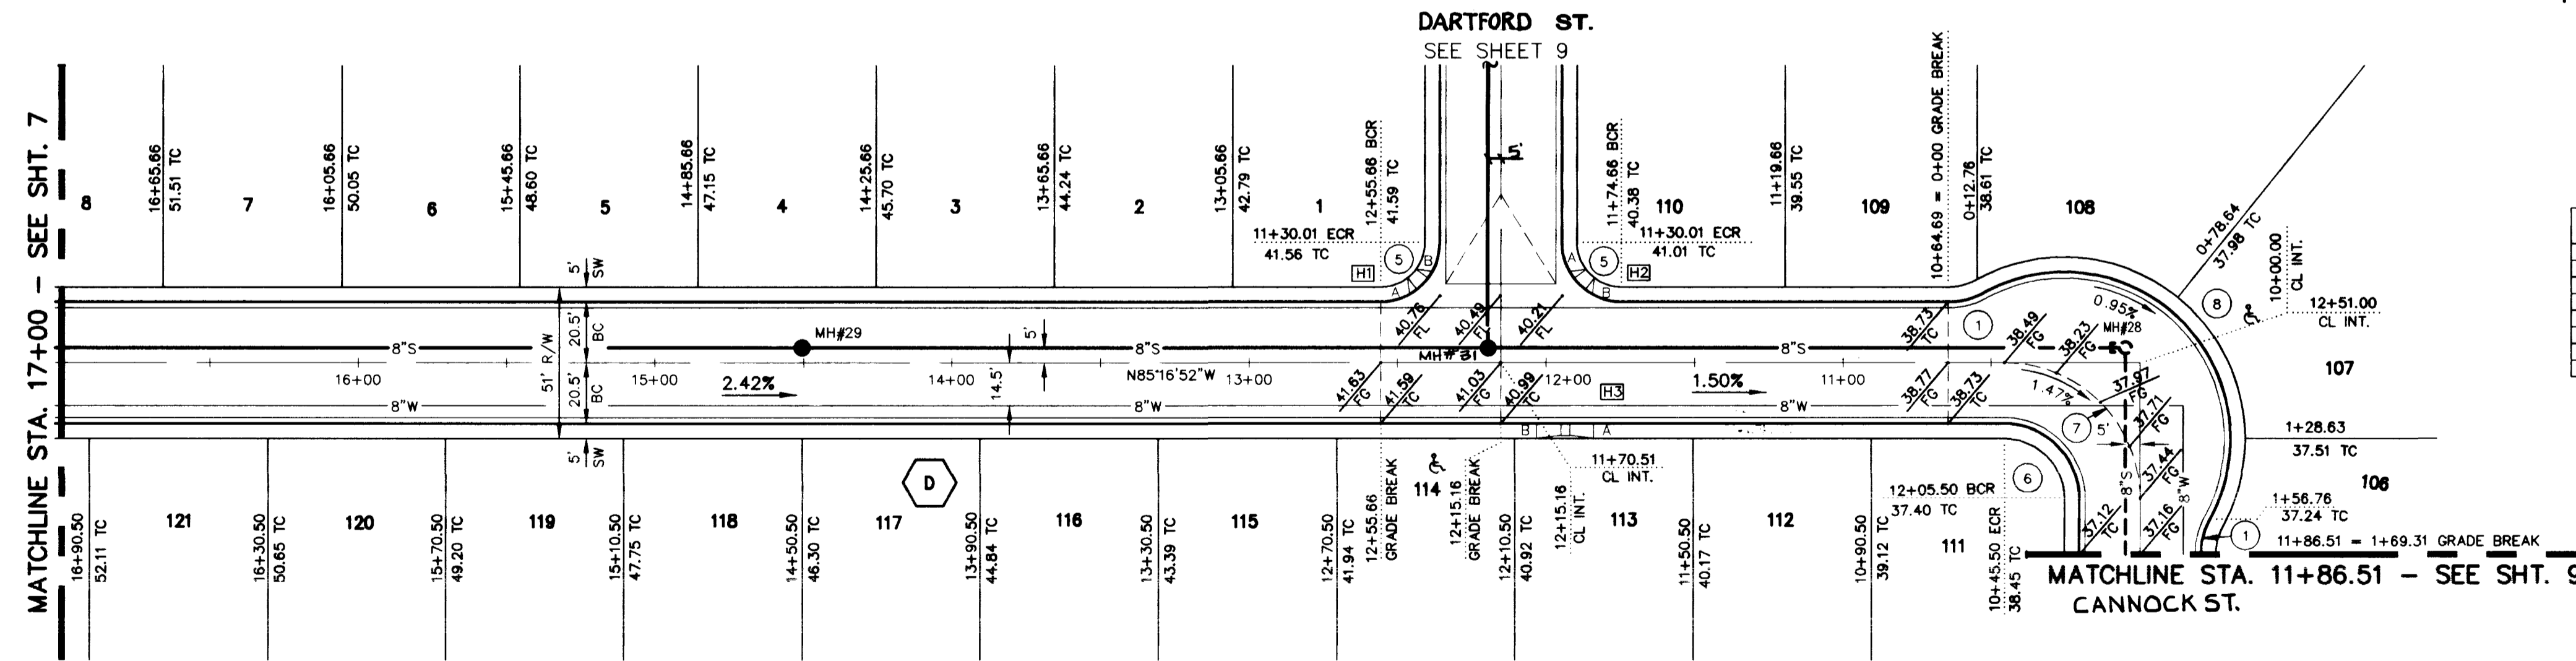 DARTFORD ST.
SEE SHEET 9
MATCHLINE STA. 17+00 – SEE SHT. 7
8
16+65.66
51.51 TC
7
16+05.66
50.05 TC
6
15+45.66
48.60 TC
5
14+85.66
47.15 TC
4
14+25.66
45.70 TC
3
13+65.66
44.24 TC
2
13+05.66
42.79 TC
1
11+30.01 ECR
41.56 TC
12+55.66 BCR
41.59 TC
5
H1
A
B
5'
A
B
5
H2
11+74.66 BCR
40.38 TC
110
11+30.01 ECR
41.01 TC
11+19.66
39.55 TC
109
10+64.69 = 0+00 GRADE BREAK
0+12.76
38.61 TC
108
0+78.64
37.98 TC
10+00.00
CL INT.
8
12+51.00
CL INT.
5' SW
20.5' BC
51' R/W
20.5' BC
5' SW
8"S
MH#29
5'
8"S
MH#31
40.76 FL
40.49 FL
40.21 FL
8"S
38.73 TC
1
38.49 FG
38.23 FG
0.95%
MH#28
107
16+00
15+00
2.42%
14+00
14.5'
N85°16'52"W
13+00
41.63 FG
41.59 TC
41.03 FG
40.99 TC
12+00
H3
1.50%
11+00
38.77 FG
38.73 TC
1.47%
37.97 FG
37.71 FG
7
5'
8"W
8"W
8"W
B
A
1+28.63
37.51 TC
37.44 FG
8"S
8"W
106
16+90.50
52.11 TC
121
16+30.50
50.65 TC
120
15+70.50
49.20 TC
119
15+10.50
47.75 TC
118
14+50.50
46.30 TC
D
117
13+90.50
44.84 TC
116
13+30.50
43.39 TC
115
12+70.50
41.94 TC
12+55.66
GRADE BREAK
114
12+15.16
GRADE BREAK
12+10.50
40.92 TC
12+15.16
CL INT.
11+70.51
CL INT.
113
11+50.50
40.17 TC
112
10+90.50
39.12 TC
12+05.50 BCR
37.40 TC
6
111
10+45.50 ECR
38.45 TC
37.12 TC
37.16 FG
1+56.76
37.24 TC
1
11+86.51 = 1+69.31 GRADE BREAK
MATCHLINE STA. 11+86.51 – SEE SHT. 9
CANNOCK ST.